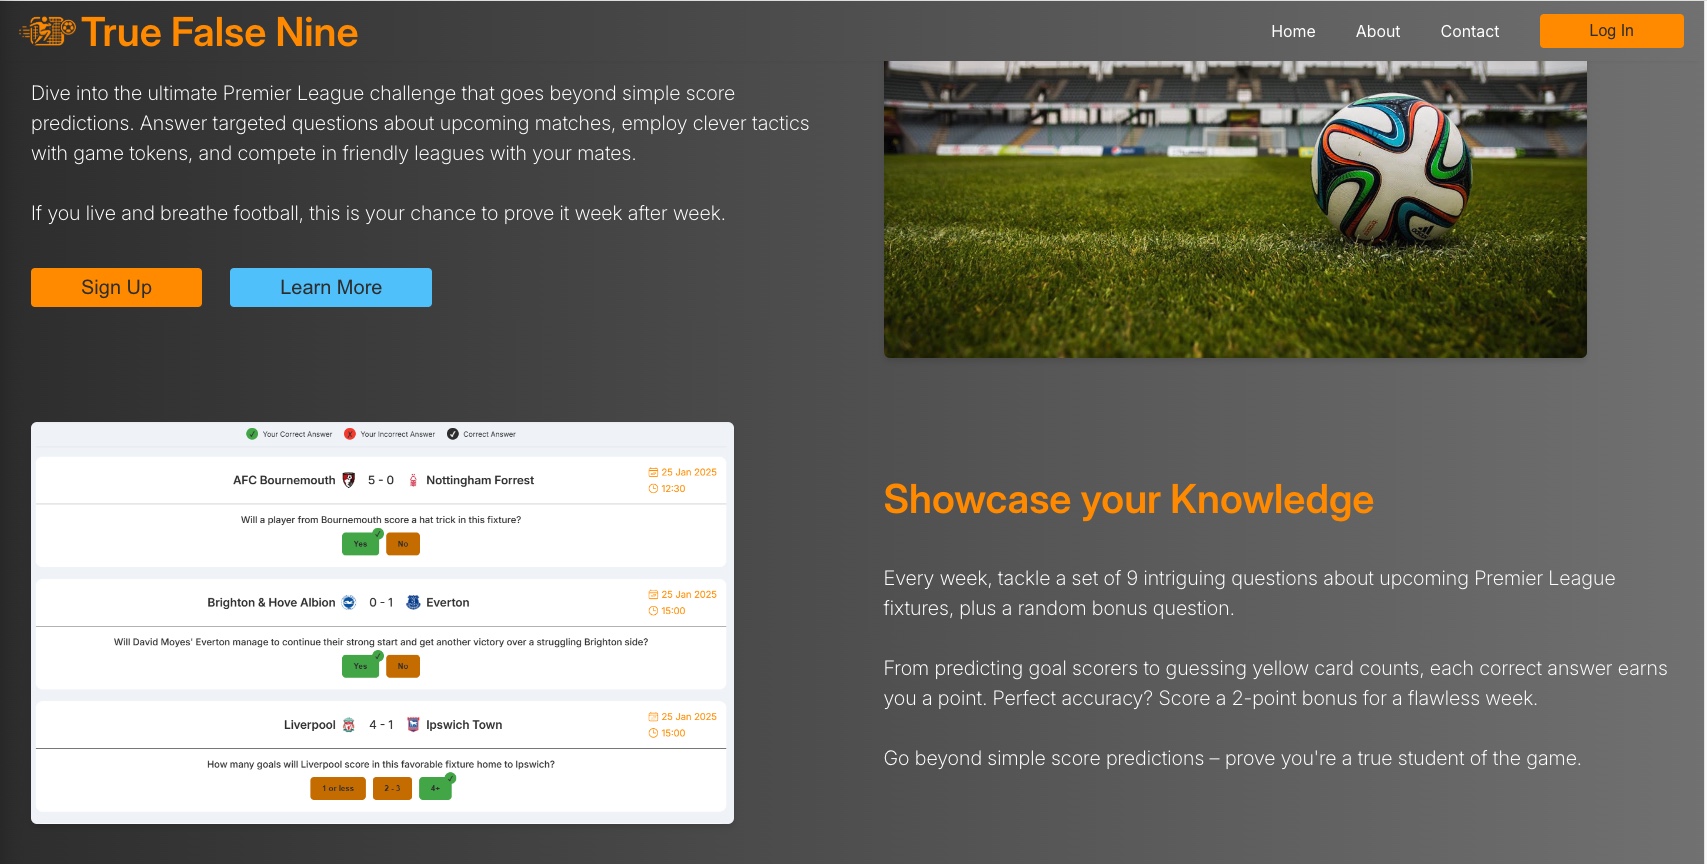 True False Nine
Home
About
Contact
Log In
Dive into the ultimate Premier League challenge that goes beyond simple score
predictions. Answer targeted questions about upcoming matches, employ clever tactics
with game tokens, and compete in friendly leagues with your mates.
If you live and breathe football, this is your chance to prove it week after week.
Sign Up
Learn More
Your Correct Answer
Your Incorrect Answer
Correct Answer
AFC Bournemouth 5 - 0 Nottingham Forrest
25 Jan 2025
12:30
Will a player from Bournemouth score a hat trick in this fixture?
Yes
No
Brighton & Hove Albion 0 - 1 Everton
25 Jan 2025
15:00
Will David Moyes' Everton manage to continue their strong start and get another victory over a struggling Brighton side?
Yes
No
Liverpool 4 - 1 Ipswich Town
25 Jan 2025
15:00
How many goals will Liverpool score in this favorable fixture home to Ipswich?
1 or less
2 - 3
4+
Showcase your Knowledge
Every week, tackle a set of 9 intriguing questions about upcoming Premier League
fixtures, plus a random bonus question.
From predicting goal scorers to guessing yellow card counts, each correct answer earns
you a point. Perfect accuracy? Score a 2-point bonus for a flawless week.
Go beyond simple score predictions – prove you're a true student of the game.